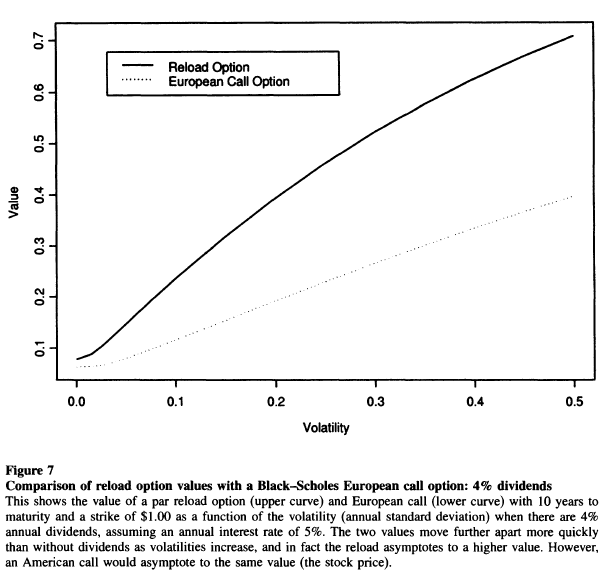 0.7
0.6
0.5
0.4
0.3
0.2
0.1
Value
Reload Option
European Call Option
0.0 0.1 0.2 0.3 0.4 0.5
Volatility
Figure 7
Comparison of reload option values with a Black–Scholes European call option: 4% dividends
This shows the value of a par reload option (upper curve) and European call (lower curve) with 10 years to
maturity and a strike of $1.00 as a function of the volatility (annual standard deviation) when there are 4%
annual dividends, assuming an annual interest rate of 5%. The two values move further apart more quickly
than without dividends as volatilities increase, and in fact the reload asymptotes to a higher value. However,
an American call would asymptote to the same value (the stock price).